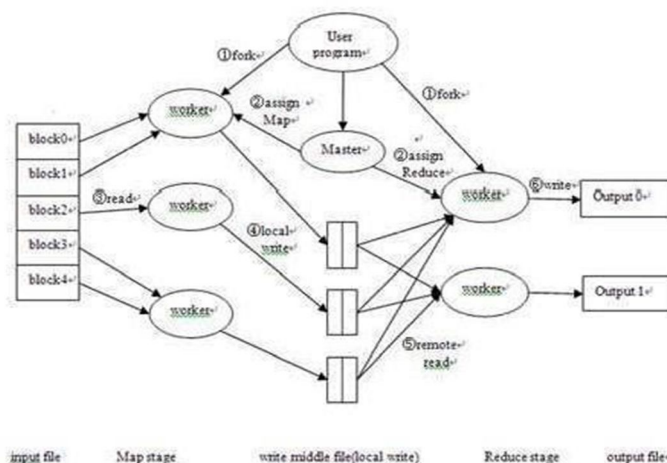 User
program
①fork
①fork
worker
②assign
Map
block0
block1
block2
block3
block4
Master
②assign
Reduce
③read
worker
worker
⑥write
Output 0
④local
write
worker
worker
Output 1
⑤remote
read
input file
Map stage
write middle file(local write)
Reduce stage
output file